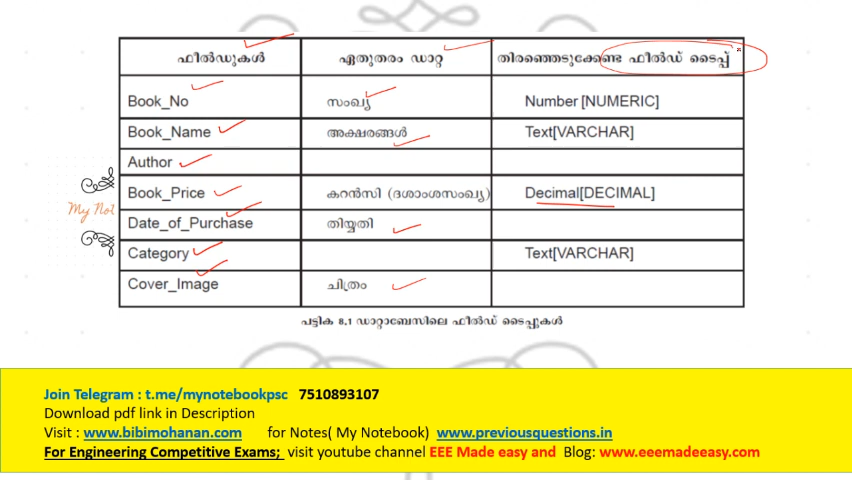 ഫീൽഡുകൾ ഏതുതരം ഡാറ്റ തിരഞ്ഞെടുക്കേണ്ട ഫീൽഡ് ടൈപ്പ്
Book_No സംഖ്യ Number [NUMERIC]
Book_Name അക്ഷരങ്ങൾ Text[VARCHAR]
Author
Book_Price കറൻസി (ദശാംശസംഖ്യ) Decimal[DECIMAL]
My Not
Date_of_Purchase തിയ്യതി
Category Text[VARCHAR]
Cover_Image ചിത്രം
പട്ടിക 8.1 ഡാറ്റാബേസിലെ ഫീൽഡ് ടൈപ്പുകൾ
Join Telegram : t.me/mynotebookpsc 7510893107
Download pdf link in Description
Visit : www.bibimohanan.com for Notes( My Notebook) www.previousquestions.in
For Engineering Competitive Exams; visit youtube channel EEE Made easy and Blog: www.eeemadeeasy.com